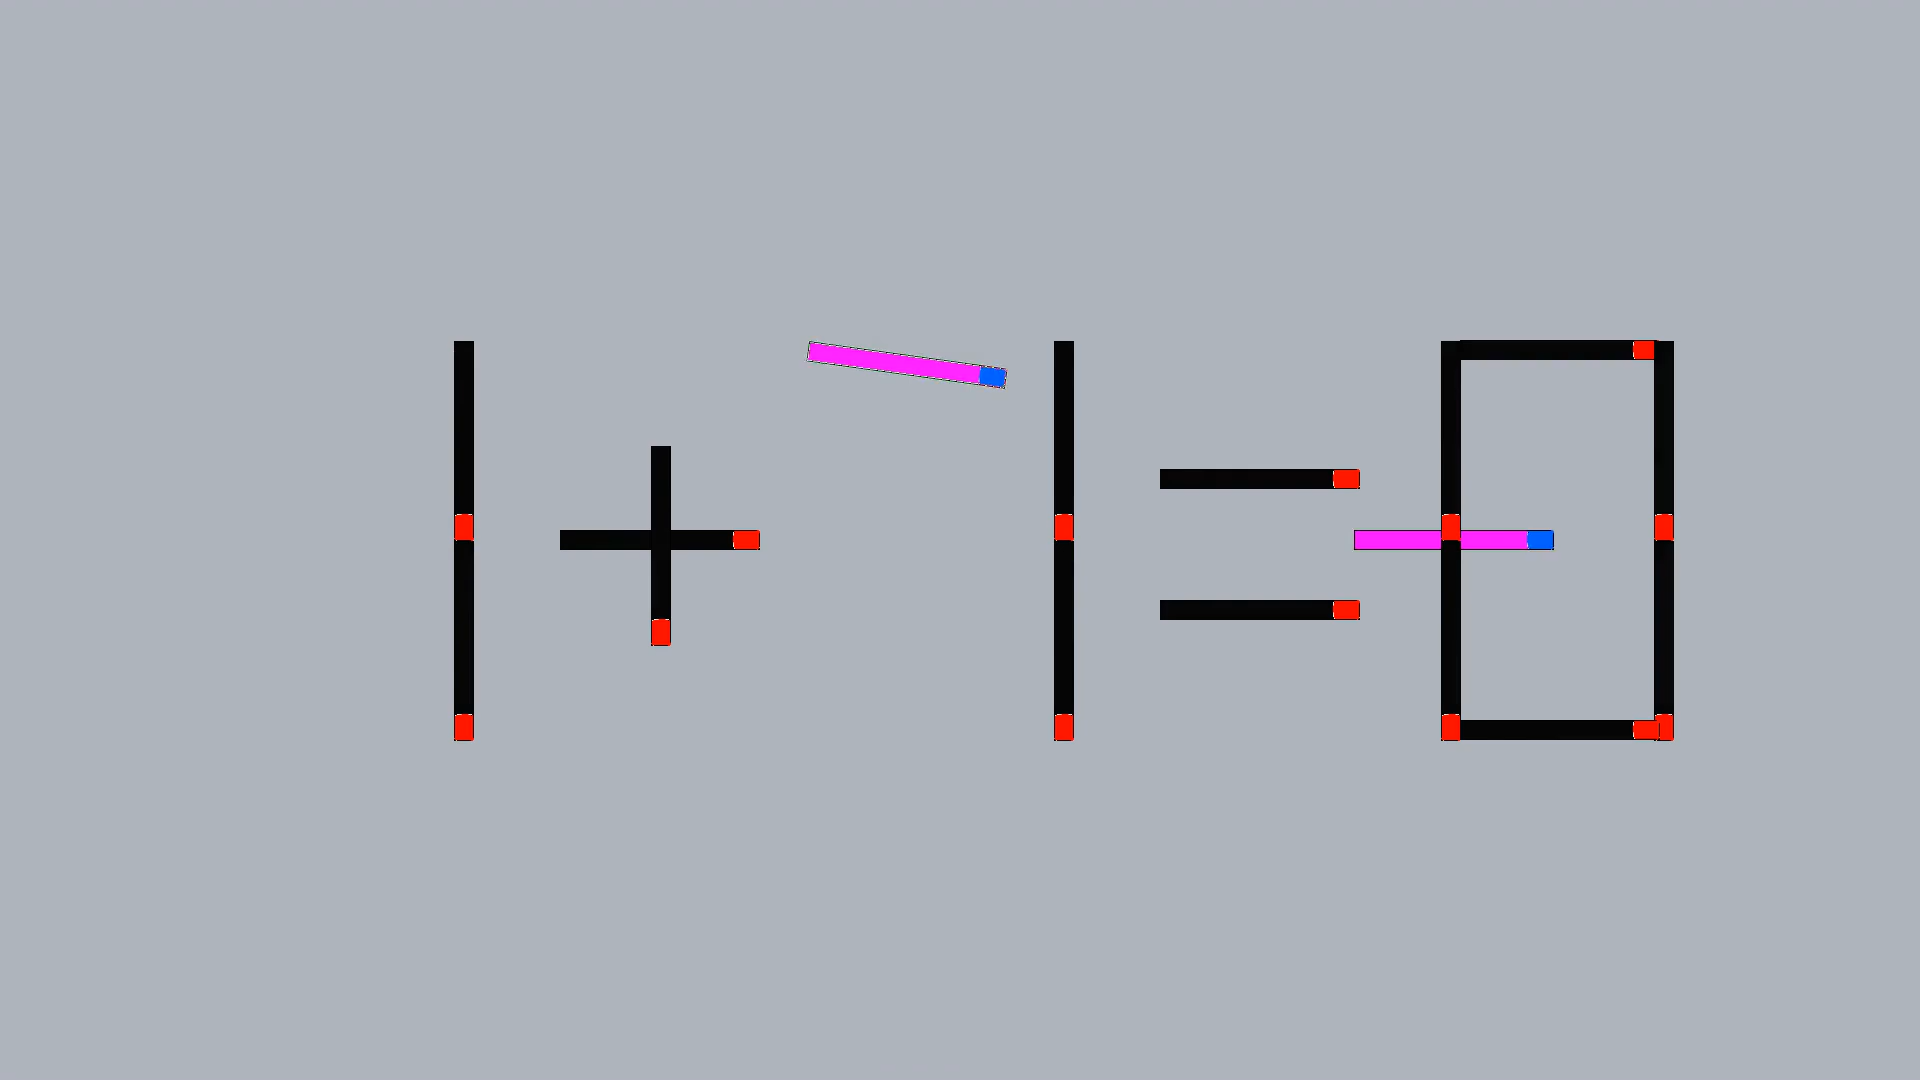 1 + 1 = 0